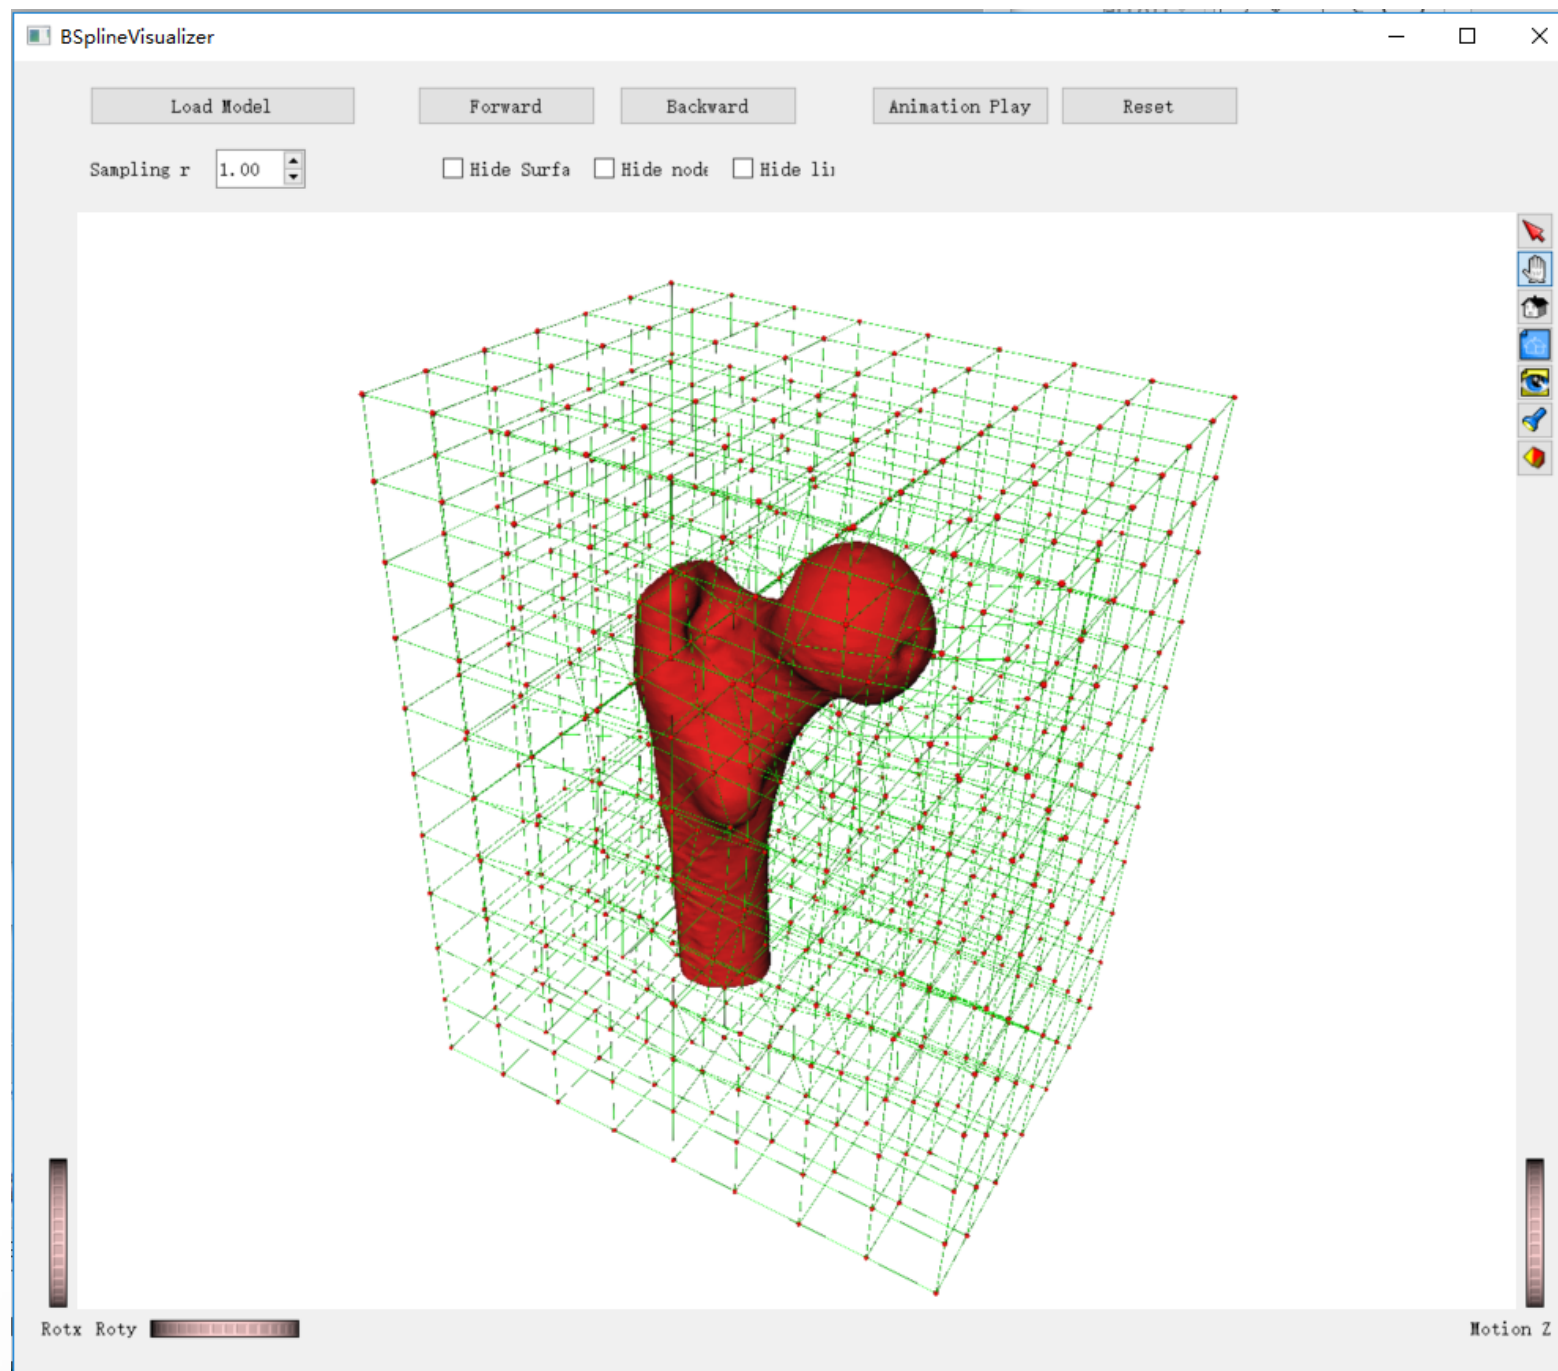 BSplineVisualizer
Load Model Forward Backward Animation Play Reset
Sampling r 1.00 Hide Surfa Hide node Hide li
Rotx Roty Motion Z